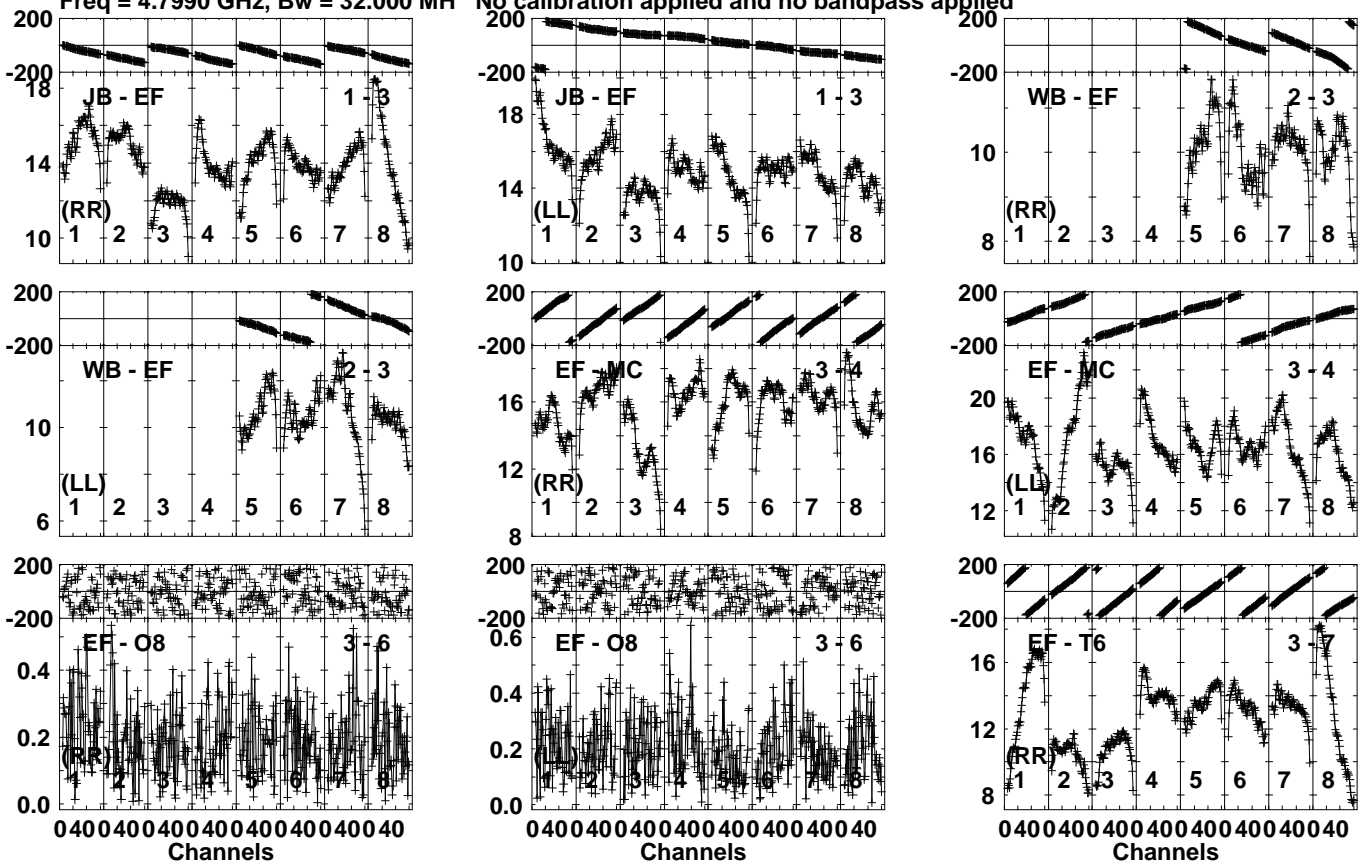 Freq = 4.7990 GHz, Bw = 32.000 MH No calibration applied and no bandpass applied
200
-200
18
14
10
JB - EF 1 - 3
(RR)
1 2 3 4 5 6 7 8
200
-200
18
14
10
JB - EF 1 - 3
(LL)
1 2 3 4 5 6 7 8
200
-200
10
8
WB - EF 2 - 3
(RR)
1 2 3 4 5 6 7 8
200
-200
10
6
WB - EF 2 - 3
(LL)
1 2 3 4 5 6 7 8
200
-200
16
12
8
EF - MC 3 - 4
(RR)
1 2 3 4 5 6 7 8
200
-200
20
16
12
EF - MC 3 - 4
(LL)
1 2 3 4 5 6 7 8
200
-200
0.4
0.2
0.0
EF - O8 3 - 6
(RR)
1 2 3 4 5 6 7 8
0 40 0 40 0 40 0 40 0 40 0 40 0 40 0 40
Channels
200
-200
0.6
0.4
0.2
0.0
EF - O8 3 - 6
(LL)
1 2 3 4 5 6 7 8
0 40 0 40 0 40 0 40 0 40 0 40 0 40 0 40
Channels
200
-200
16
12
8
EF - T6 3 - 7
(RR)
1 2 3 4 5 6 7 8
0 40 0 40 0 40 0 40 0 40 0 40 0 40 0 40
Channels